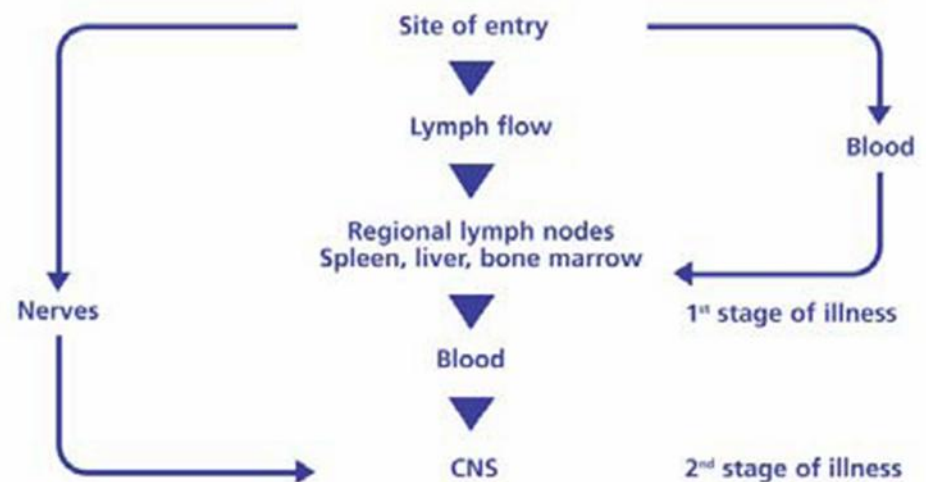 Site of entry
Lymph flow
Blood
Regional lymph nodes
Spleen, liver, bone marrow
Nerves
1st stage of illness
Blood
CNS
2nd stage of illness